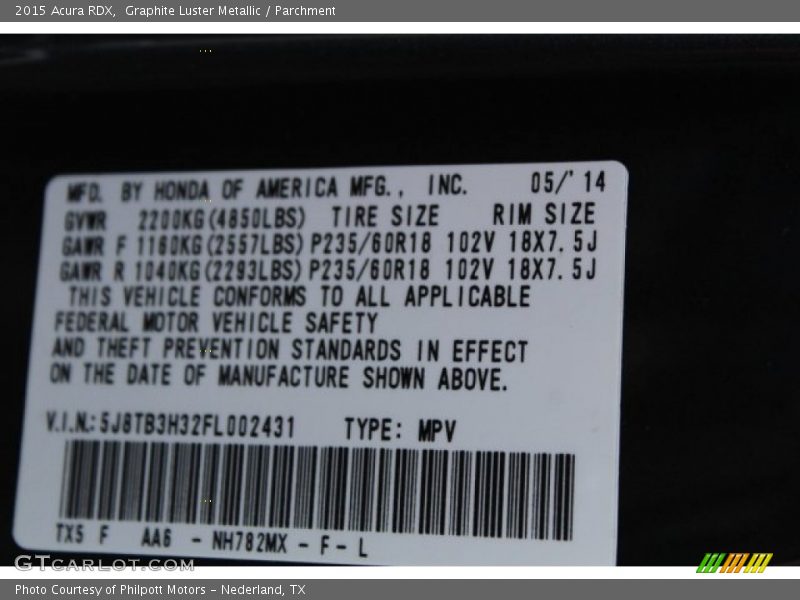 2015 Acura RDX, Graphite Luster Metallic / Parchment
MFD. BY HONDA OF AMERICA MFG., INC. 05/'14
GVWR 2200KG(4850LBS) TIRE SIZE RIM SIZE
GAWR F 1160KG(2557LBS) P235/60R18 102V 18X7.5J
GAWR R 1040KG(2293LBS) P235/60R18 102V 18X7.5J
THIS VEHICLE CONFORMS TO ALL APPLICABLE
FEDERAL MOTOR VEHICLE SAFETY
AND THEFT PREVENTION STANDARDS IN EFFECT
ON THE DATE OF MANUFACTURE SHOWN ABOVE.
V.I.N.: 5J8TB3H32FL002431 TYPE: MPV
TX5 F AA6 - NH782MX - F - L
GTCARLOT.COM
Photo Courtesy of Philpott Motors - Nederland, TX